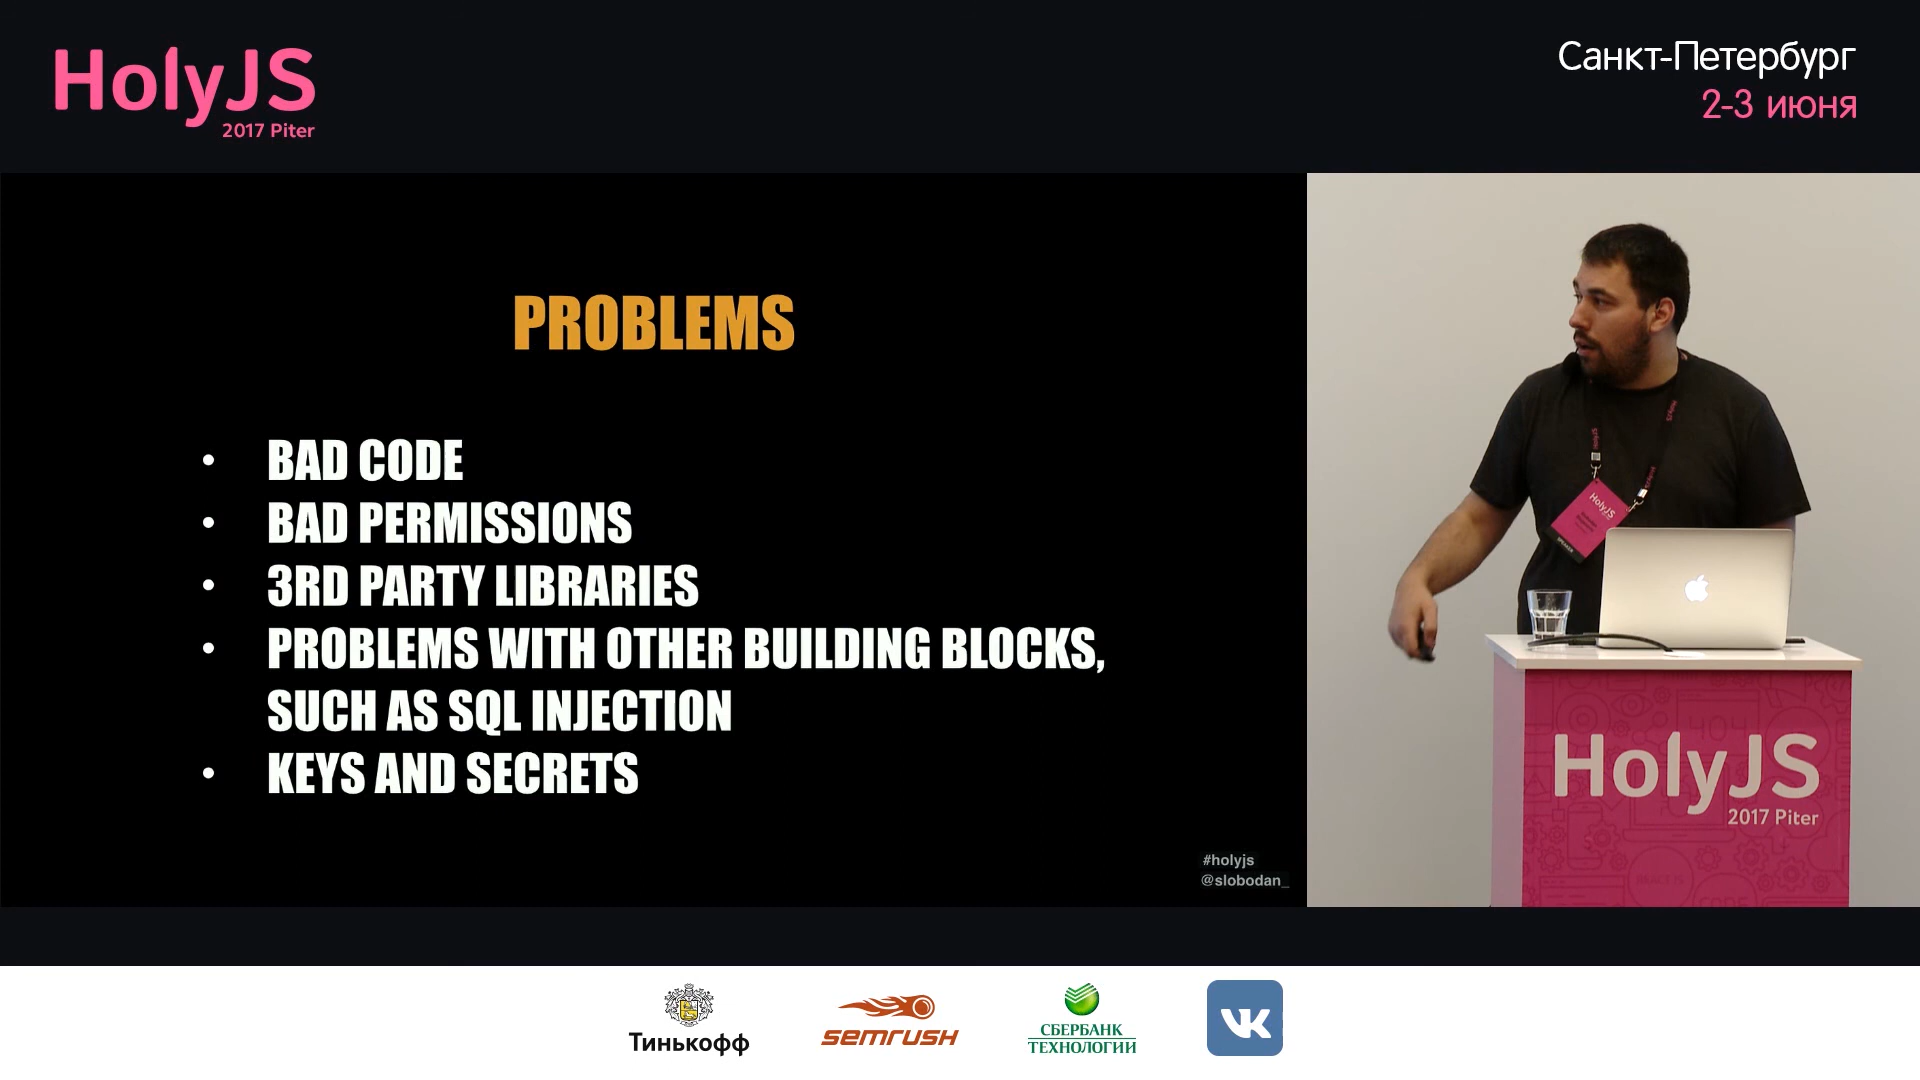 HolyJS
2017 Piter
Санкт-Петербург
2-3 июня
PROBLEMS
• BAD CODE
• BAD PERMISSIONS
• 3RD PARTY LIBRARIES
• PROBLEMS WITH OTHER BUILDING BLOCKS,
SUCH AS SQL INJECTION
• KEYS AND SECRETS
#holyjs
@slobodan_
HolyJS
SPEAKER
HolyJS
2017 Piter
Тинькофф
semrush
СБЕРБАНК
ТЕХНОЛОГИИ
VK